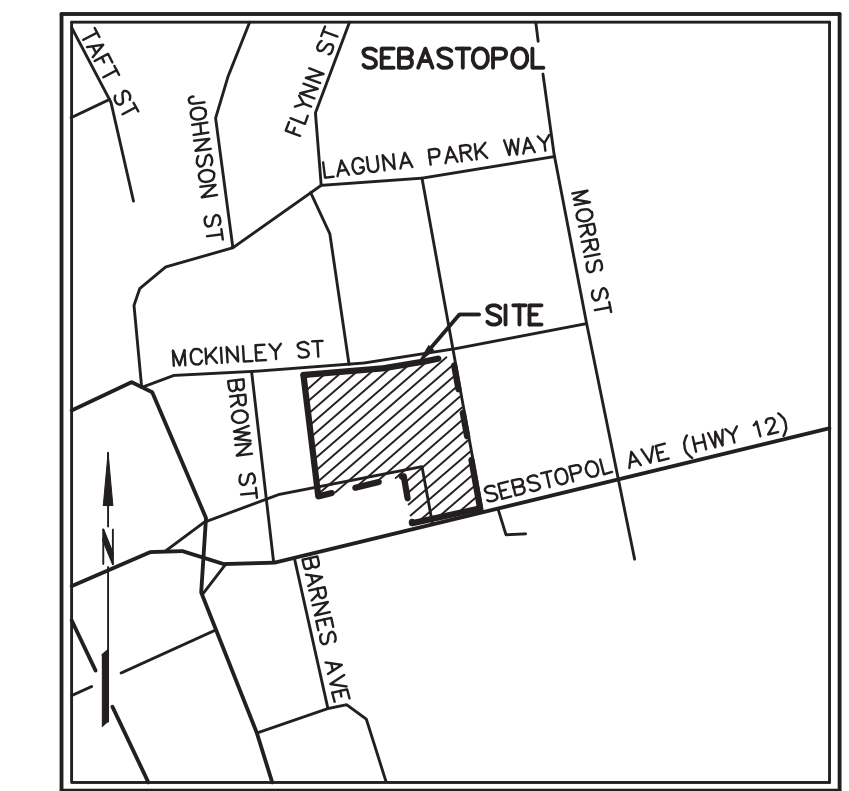 TAFT ST
JOHNSON ST
FLYNN ST
SEBASTOPOL
LAGUNA PARK WAY
MORRIS ST
SITE
MCKINLEY ST
BROWN ST
SEBSTOPOL AVE (HWY 12)
N
BARNES AVE